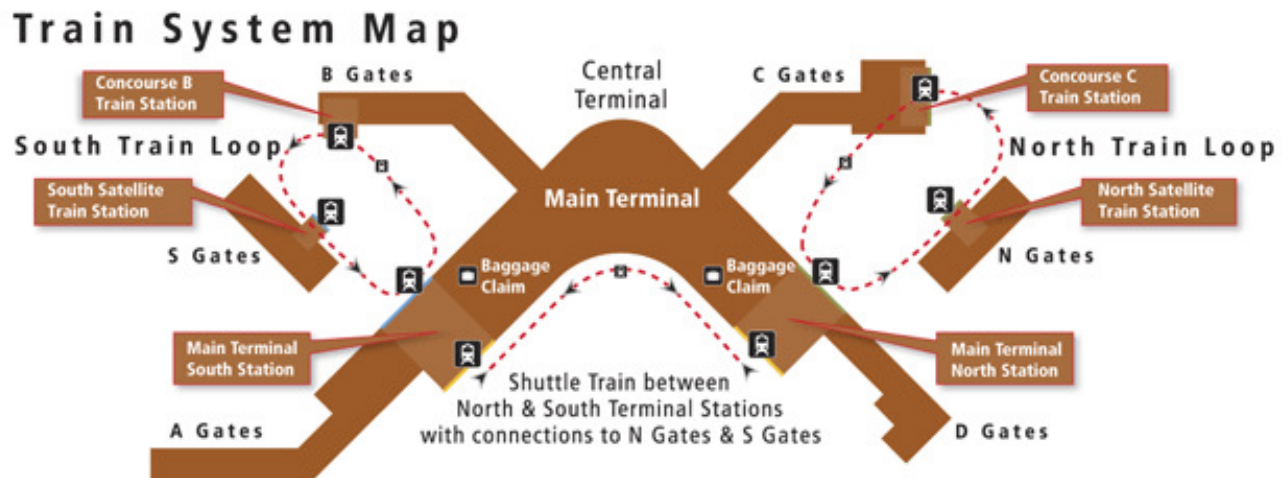 Train System Map
Concourse B
Train Station
B Gates
Central
Terminal
C Gates
Concourse C
Train Station
South Train Loop
North Train Loop
South Satellite
Train Station
Main Terminal
North Satellite
Train Station
S Gates
N Gates
Baggage
Claim
Baggage
Claim
Main Terminal
South Station
Main Terminal
North Station
Shuttle Train between
North & South Terminal Stations
with connections to N Gates & S Gates
A Gates
D Gates